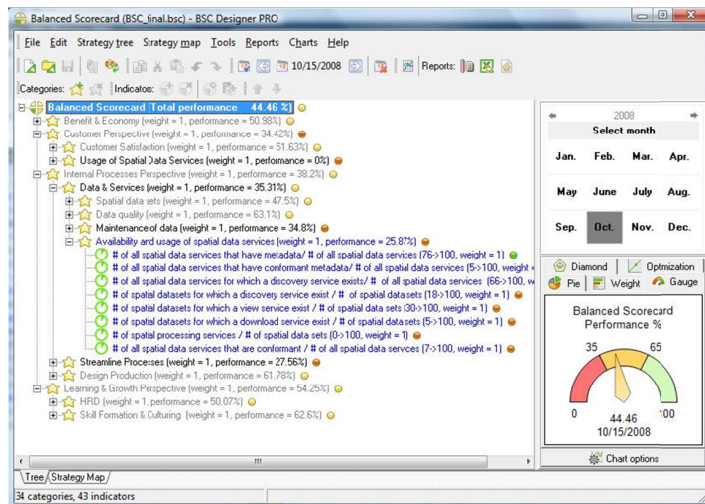 Balanced Scorecard (BSC_final.bsc) - BSC Designer PRO
File Edit Strategy tree Strategy map Tools Reports Charts Help
10/15/2008 Reports:
Categories: Indicators:
Balanced Scorecard (Total performance 44.46 %)
Benefit & Economy (weight = 1, performance = 50.98%)
Customer Perspective (weight = 1, performance = 34.42%)
Customer Satisfaction (weight = 1, performance = 51.63%)
Usage of Spatial Data Services (weight = 1, performance = 0%)
Internal Processes Perspective (weight = 1, performance = 38.2%)
Data & Services (weight = 1, performance = 35.31%)
Spatial data sets (weight = 1, performance = 47.5%)
Data quality (weight = 1, performance = 63.1%)
Maintenance of data (weight = 1, performance = 34.8%)
Availability and usage of spatial data services (weight = 1, performance = 25.87%)
# of all spatial data services that have metadata/ # of all spatial data services (76->100, weight = 1)
# of all spatial data services that have conformant metadata/ # of all spatial data services (5->100, weight =
# of all spatial data services for which a discovery service exists/ # of all spatial data services (66->100, we
# of spatial datasets for which a discovery service exist / # of spatial datasets (18->100, weight = 1)
# of spatial datasets for which a view service exist / # of spatial data sets (30->100, weight = 1)
# of spatial datasets for which a download service exist / # of spatial datasets (5->100, weight = 1)
# of spatial processing services / # of spatial data sets (0->100, weight = 1)
# of all spatial data services that are conformant / # of all spatial data services (7->100, weight = 1)
Streamline Processes (weight = 1, performance = 27.56%)
Design Production (weight = 1, performance = 61.78%)
Learning & Growth Perspective (weight = 1, performance = 54.25%)
HRD (weight = 1, performance = 50.07%)
Skill Formation & Culturing (weight = 1, performance = 62.6%)
Tree Strategy Map
34 categories, 43 indicators
2008
Select month
Jan. Feb. Mar. Apr.
May June July Aug.
Sep. Oct. Nov. Dec.
Diamond Optimization
Pie Weight Gauge
Balanced Scorecard
Performance %
35 65
0 100
44.46
10/15/2008
Chart options